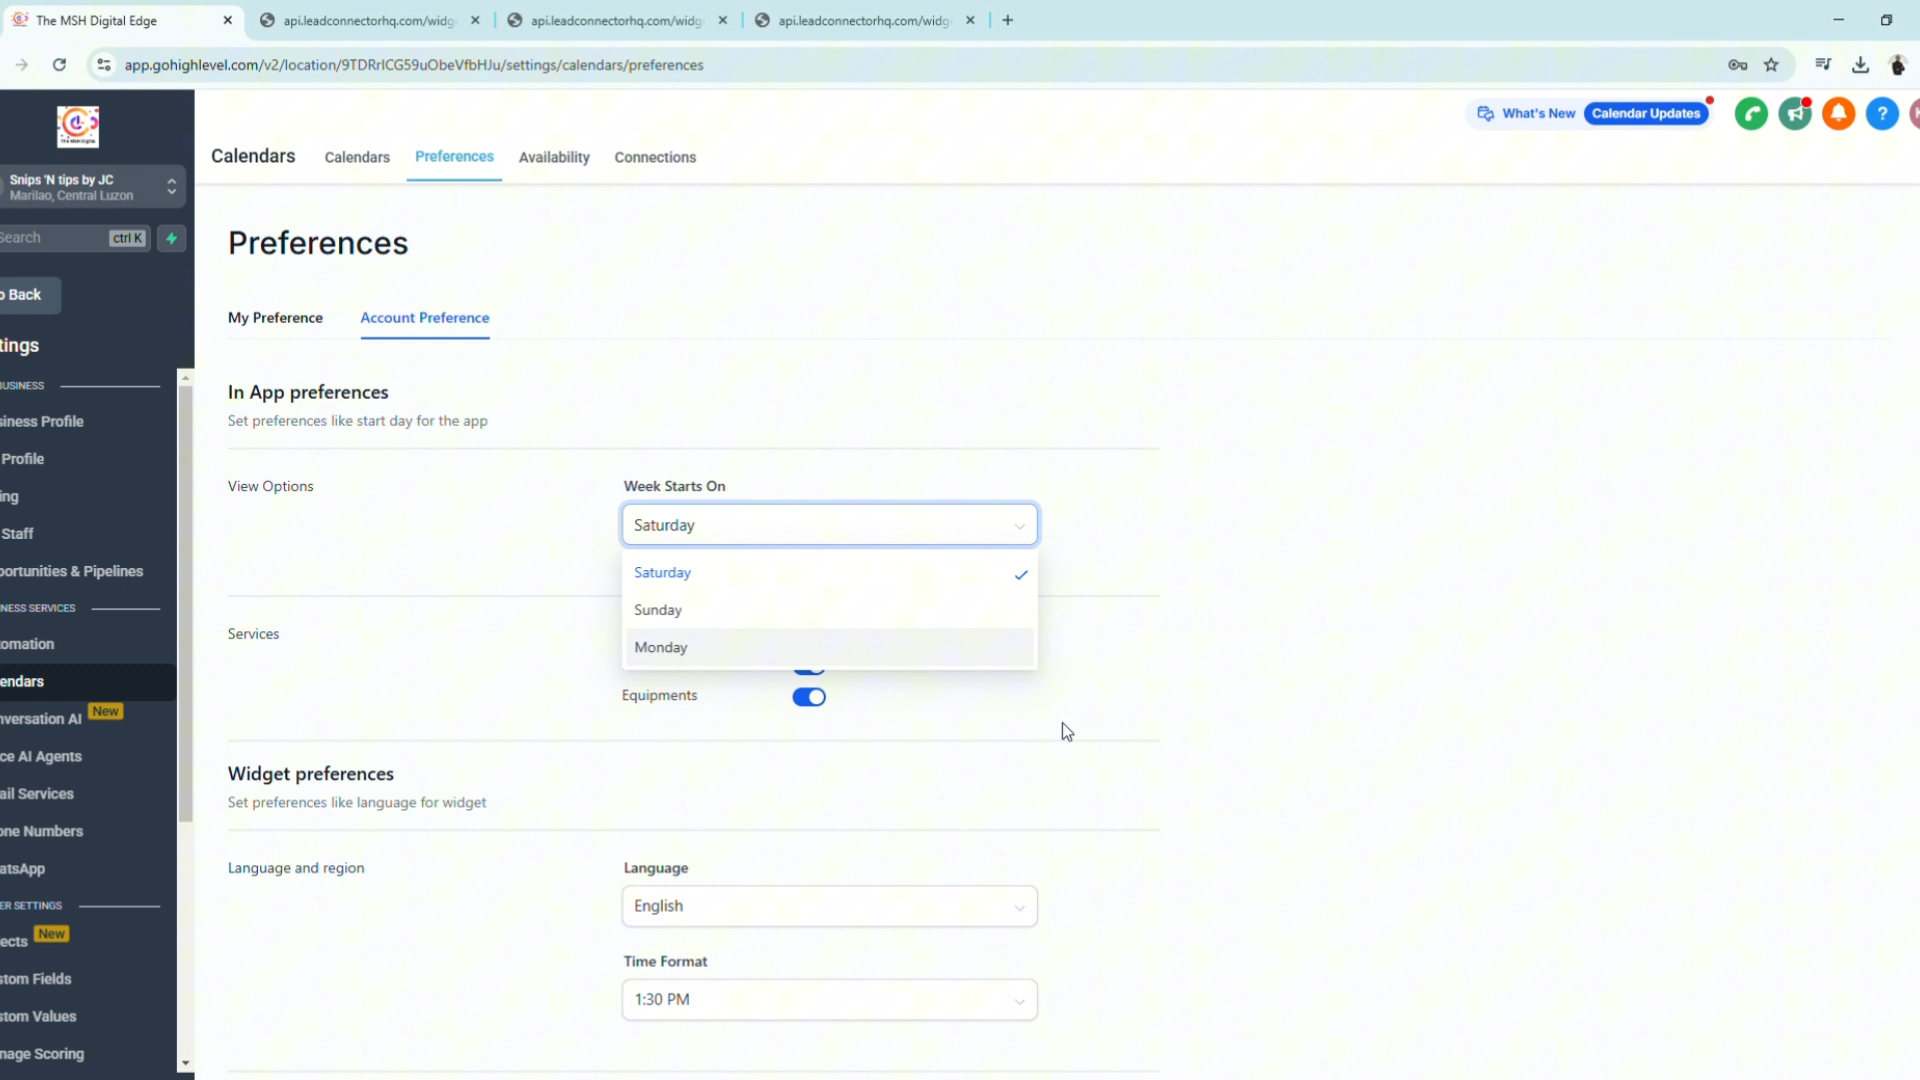 The MSH Digital Edge
api.leadconnectorhq.com/widg
api.leadconnectorhq.com/widg
api.leadconnectorhq.com/widg
app.gohighlevel.com/v2/location/9TDRrICG59uObeVfbHJu/settings/calendars/preferences
What's New
Calendar Updates
Calendars
Calendars
Preferences
Availability
Connections
Snips 'N tips by JC
Marilao, Central Luzon
Search
ctrl K
o Back
tings
BUSINESS
siness Profile
Profile
ing
Staff
portunities & Pipelines
NESS SERVICES
omation
endars
nversation AI
New
ce AI Agents
ail Services
one Numbers
atsApp
ER SETTINGS
ects
New
stom Fields
stom Values
nage Scoring
Preferences
My Preference
Account Preference
In App preferences
Set preferences like start day for the app
View Options
Week Starts On
Saturday
Saturday
Sunday
Monday
Services
Equipments
Widget preferences
Set preferences like language for widget
Language and region
Language
English
Time Format
1:30 PM